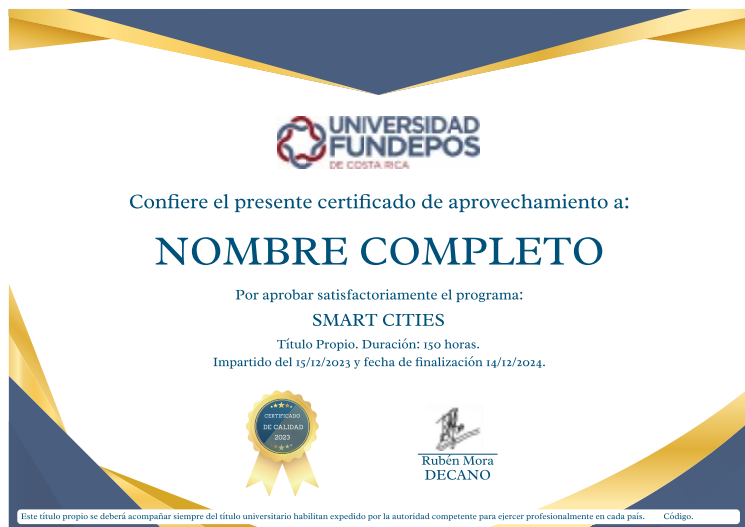 UNIVERSIDAD
FUNDEPOS
DE COSTA RICA
Confiere el presente certificado de aprovechamiento a:
NOMBRE COMPLETO
Por aprobar satisfactoriamente el programa:
SMART CITIES
Título Propio. Duración: 150 horas.
Impartido del 15/12/2023 y fecha de finalización 14/12/2024.
CERTIFICADO
DE CALIDAD
2023
Rubén Mora
DECANO
Este título propio se deberá acompañar siempre del título universitario habilitan expedido por la autoridad competente para ejercer profesionalmente en cada país. Código.